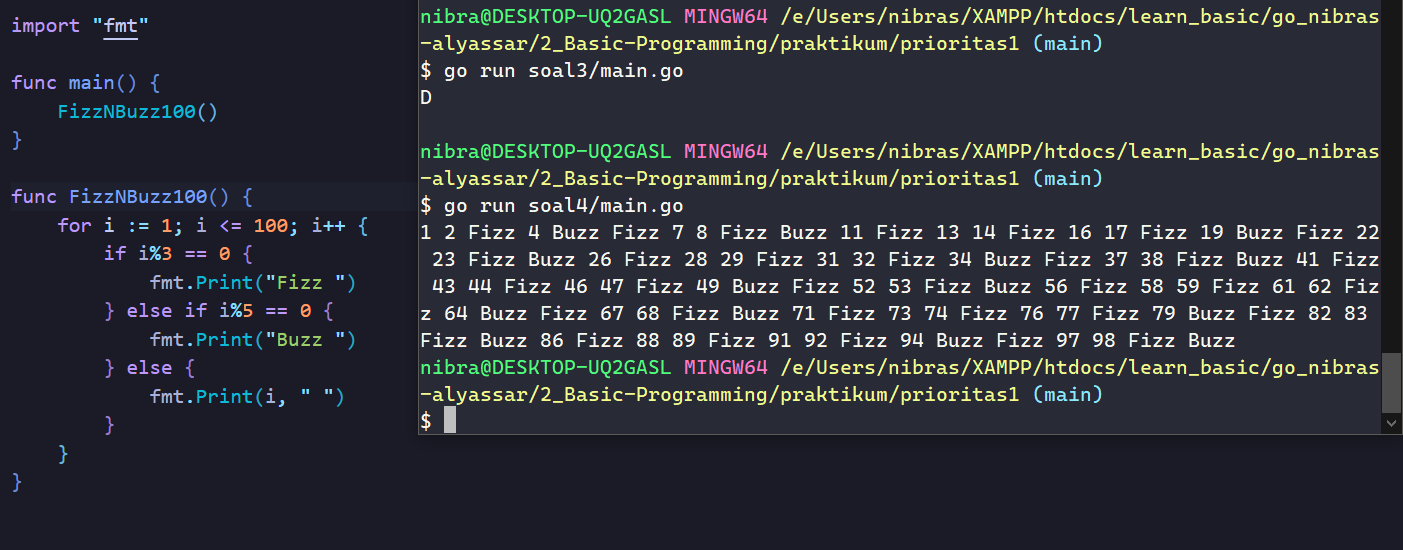 import "fmt"
func main() {
FizzNBuzz100()
}
func FizzNBuzz100() {
for i := 1; i <= 100; i++ {
if i%3 == 0 {
fmt.Print("Fizz ")
} else if i%5 == 0 {
fmt.Print("Buzz ")
} else {
fmt.Print(i, " ")
}
}
}
nibra@DESKTOP-UQ2GASL MINGW64 /e/Users/nibras/XAMPP/htdocs/learn_basic/go_nibras
-alyassar/2_Basic-Programming/praktikum/prioritas1 (main)
$ go run soal3/main.go
D
nibra@DESKTOP-UQ2GASL MINGW64 /e/Users/nibras/XAMPP/htdocs/learn_basic/go_nibras
-alyassar/2_Basic-Programming/praktikum/prioritas1 (main)
$ go run soal4/main.go
1 2 Fizz 4 Buzz Fizz 7 8 Fizz Buzz 11 Fizz 13 14 Fizz 16 17 Fizz 19 Buzz Fizz 22
23 Fizz Buzz 26 Fizz 28 29 Fizz 31 32 Fizz 34 Buzz Fizz 37 38 Fizz Buzz 41 Fizz
43 44 Fizz 46 47 Fizz 49 Buzz Fizz 52 53 Fizz Buzz 56 Fizz 58 59 Fizz 61 62 Fiz
z 64 Buzz Fizz 67 68 Fizz Buzz 71 Fizz 73 74 Fizz 76 77 Fizz 79 Buzz Fizz 82 83
Fizz Buzz 86 Fizz 88 89 Fizz 91 92 Fizz 94 Buzz Fizz 97 98 Fizz Buzz
nibra@DESKTOP-UQ2GASL MINGW64 /e/Users/nibras/XAMPP/htdocs/learn_basic/go_nibras
-alyassar/2_Basic-Programming/praktikum/prioritas1 (main)
$